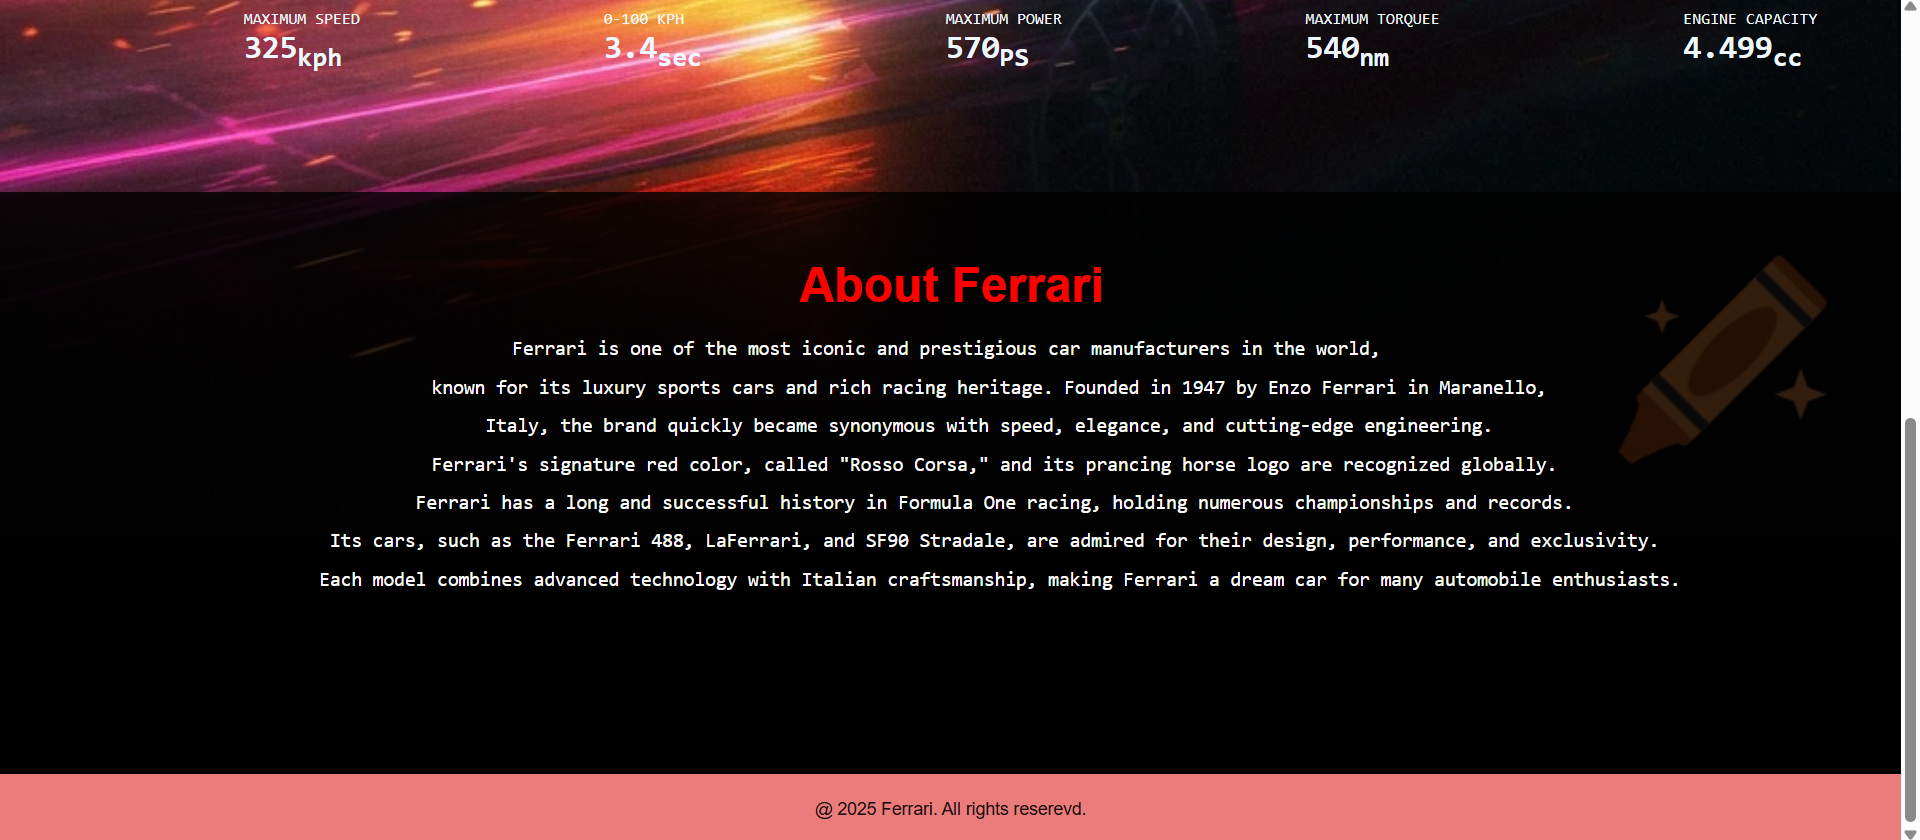 MAXIMUM SPEED 0-100 KPH MAXIMUM POWER MAXIMUM TORQUEE ENGINE CAPACITY
325kph 3.4sec 570PS 540nm 4.499cc
About Ferrari
Ferrari is one of the most iconic and prestigious car manufacturers in the world,
known for its luxury sports cars and rich racing heritage. Founded in 1947 by Enzo Ferrari in Maranello,
Italy, the brand quickly became synonymous with speed, elegance, and cutting-edge engineering.
Ferrari's signature red color, called "Rosso Corsa," and its prancing horse logo are recognized globally.
Ferrari has a long and successful history in Formula One racing, holding numerous championships and records.
Its cars, such as the Ferrari 488, LaFerrari, and SF90 Stradale, are admired for their design, performance, and exclusivity.
Each model combines advanced technology with Italian craftsmanship, making Ferrari a dream car for many automobile enthusiasts.
@ 2025 Ferrari. All rights reserevd.